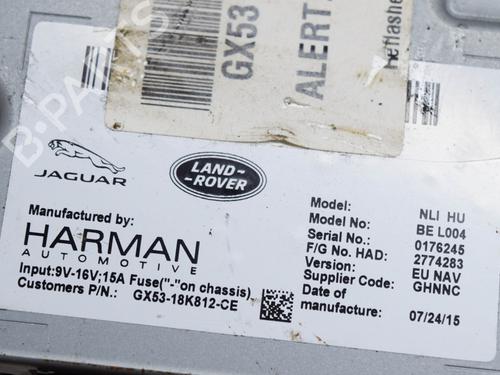 GX53
ALERT
reflashe
B-PARTS
JAGUAR
LAND-
ROVER
Manufactured by:
HARMAN
AUTOMOTIVE
Input:9V-16V;15A Fuse("-"on chassis)
Customers P/N.: GX53-18K812-CE
Model: NLI HU
Model No: BE L004
Serial No.: 0176245
F/G No. HAD: 2774283
Version: EU NAV
Supplier Code: GHNNC
Date of
manufacture: 07/24/15